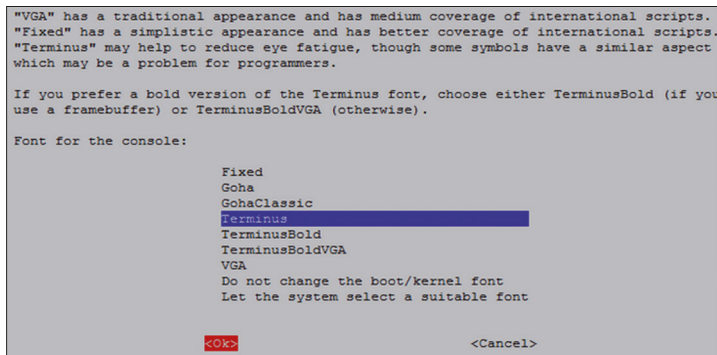 "VGA" has a traditional appearance and has medium coverage of international scripts.
"Fixed" has a simplistic appearance and has better coverage of international scripts.
"Terminus" may help to reduce eye fatigue, though some symbols have a similar aspect
which may be a problem for programmers.
If you prefer a bold version of the Terminus font, choose either TerminusBold (if you
use a framebuffer) or TerminusBoldVGA (otherwise).
Font for the console:
Fixed
Goha
GohaClassic
Terminus
TerminusBold
TerminusBoldVGA
VGA
Do not change the boot/kernel font
Let the system select a suitable font
<Ok> <Cancel>